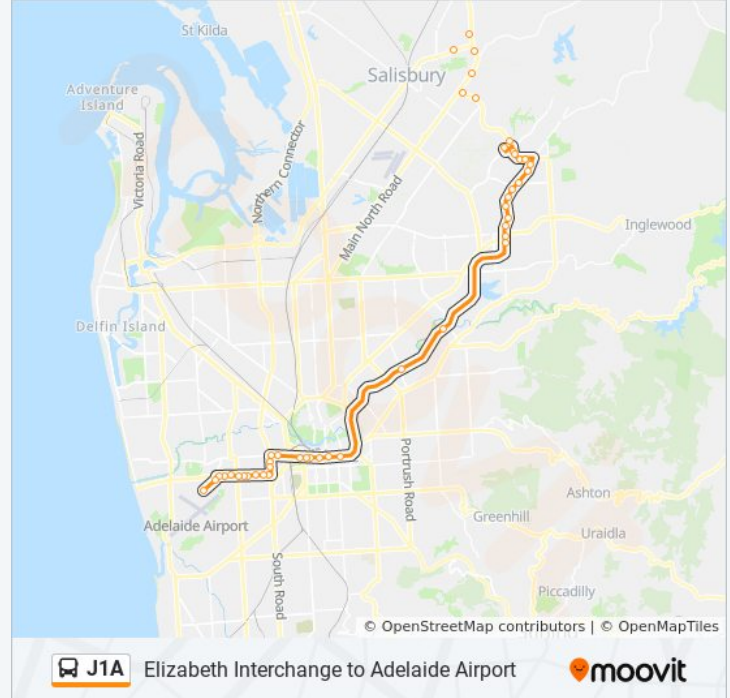 St Kilda
Salisbury
Adventure
Island
Victoria Road
Northern Connector
Main North Road
Inglewood
Delfin Island
Portrush Road
Ashton
Greenhill
Adelaide Airport
Uraidla
South Road
Piccadilly
© OpenStreetMap contributors | © OpenMapTiles
J1A Elizabeth Interchange to Adelaide Airport
moovit